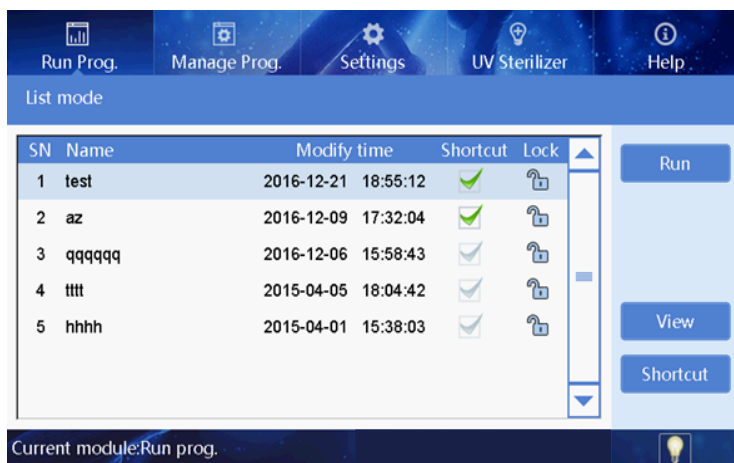 Run Prog. Manage Prog. Settings UV Sterilizer Help
List mode
SN Name Modify time Shortcut Lock
1 test 2016-12-21 18:55:12
2 az 2016-12-09 17:32:04
3 qqqqqq 2016-12-06 15:58:43
4 tttt 2015-04-05 18:04:42
5 hhhh 2015-04-01 15:38:03
Run
View
Shortcut
Current module:Run prog.